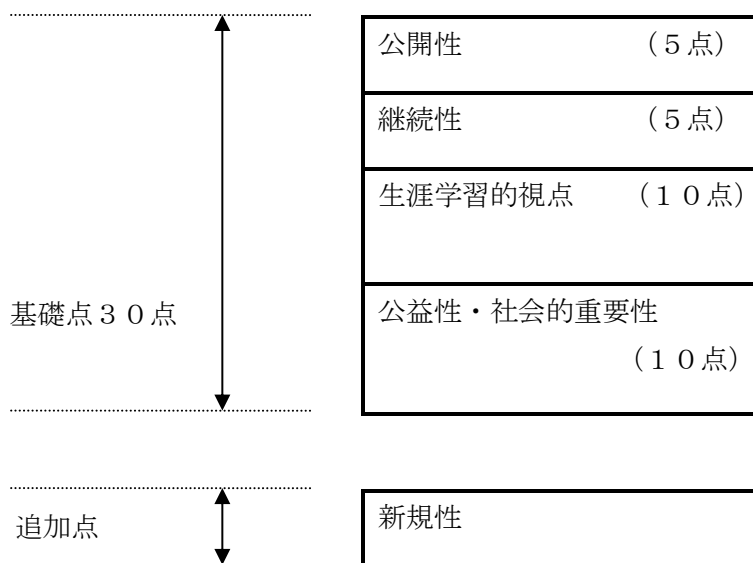 公開性　　　　　（５点）
継続性　　　　　（５点）
生涯学習的視点　　（１０点）
基礎点３０点
公益性・社会的重要性
（１０点）
追加点
新規性